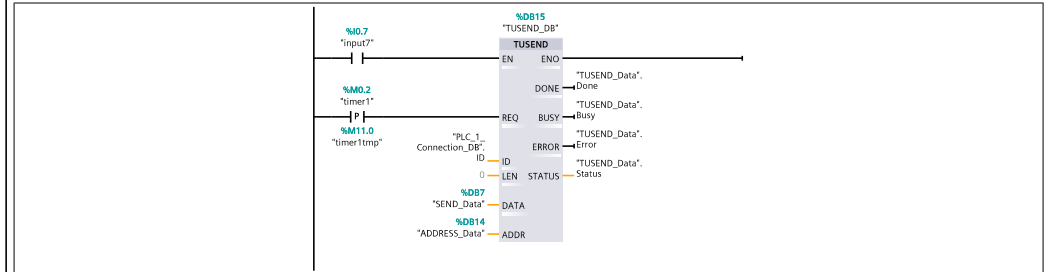 %DB15
"TUSEND_DB"
%I0.7
"input7"
TUSEND
EN ENO
"TUSEND_Data".
DONE Done
%M0.2
"timer1"
"TUSEND_Data".
P
REQ BUSY Busy
%M11.0
"timer1tmp"
"PLC_1_
Connection_DB".
ID
"TUSEND_Data".
ERROR Error
ID
"TUSEND_Data".
0 LEN STATUS Status
%DB7
"SEND_Data" DATA
%DB14
"ADDRESS_Data" ADDR